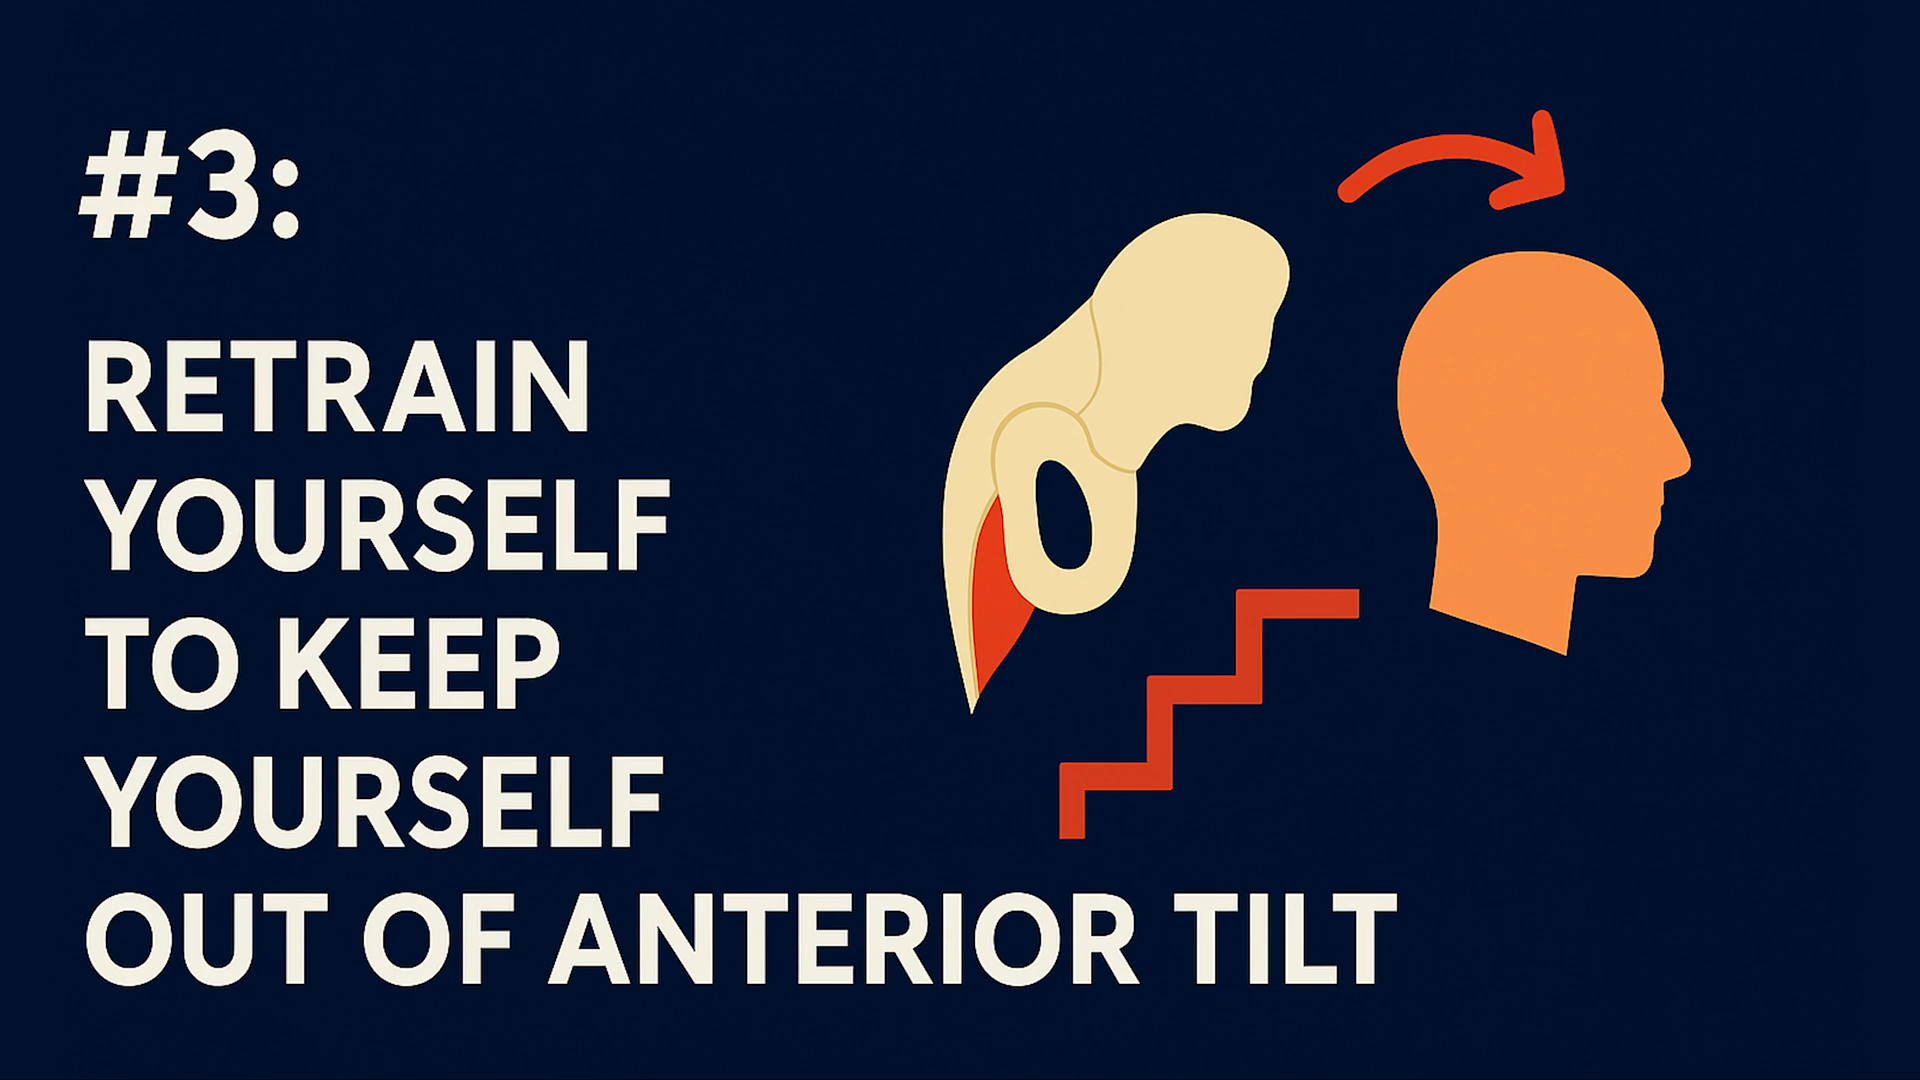 #3:
RETRAIN
YOURSELF
TO KEEP
YOURSELF
OUT OF ANTERIOR TILT